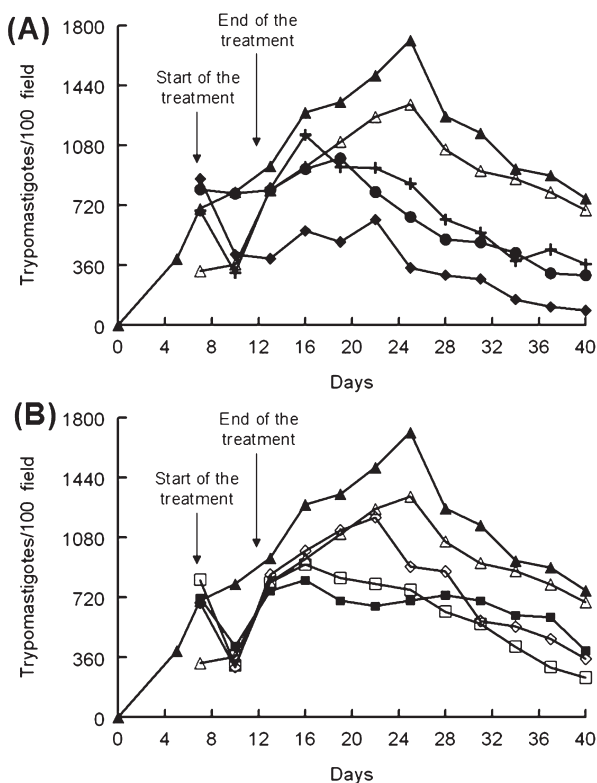 (A)
1800
1440
1080
720
360
0
Trypomastigotes/100 field
Start of the
treatment
End of the
treatment
0 4 8 12 16 20 24 28 32 36 40
Days
(B)
1800
1440
1080
720
360
0
Trypomastigotes/100 field
Start of the
treatment
End of the
treatment
0 4 8 12 16 20 24 28 32 36 40
Days